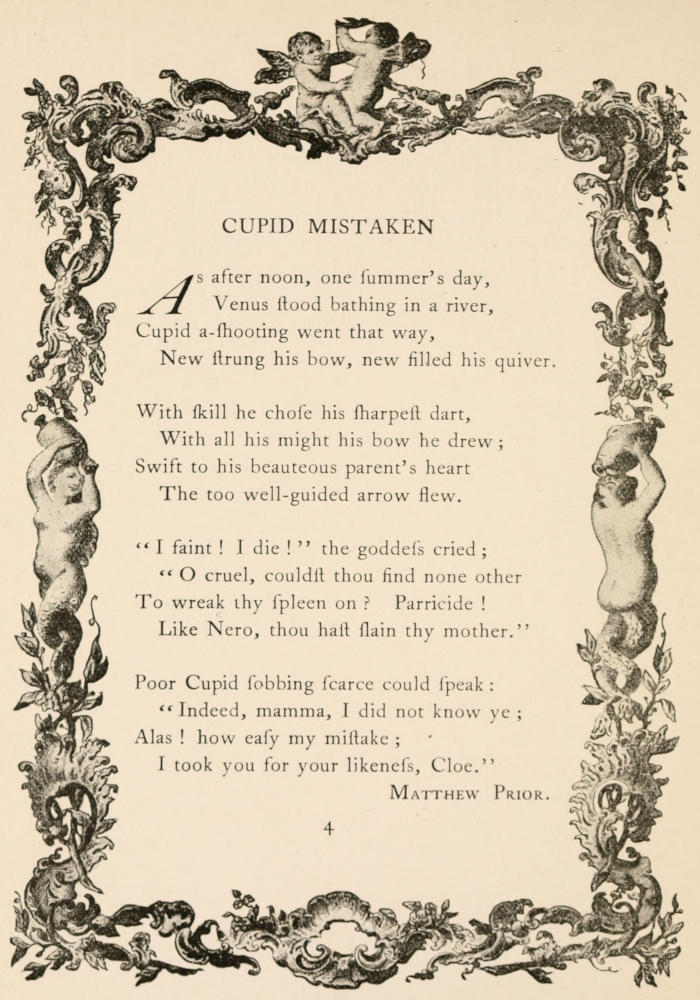 CUPID MISTAKEN
As after noon, one ſummer's day,
Venus ſtood bathing in a river,
Cupid a-ſhooting went that way,
New ſtrung his bow, new filled his quiver.
With ſkill he choſe his ſharpeſt dart,
With all his might his bow he drew;
Swift to his beauteous parent's heart
The too well-guided arrow flew.
“I faint! I die!” the goddeſs cried;
“O cruel, couldſt thou find none other
To wreak thy ſpleen on? Parricide!
Like Nero, thou haſt ſlain thy mother.”
Poor Cupid ſobbing ſcarce could ſpeak:
“Indeed, mamma, I did not know ye;
Alas! how eaſy my miſtake;
I took you for your likeneſs, Cloe.”
MATTHEW PRIOR.
4